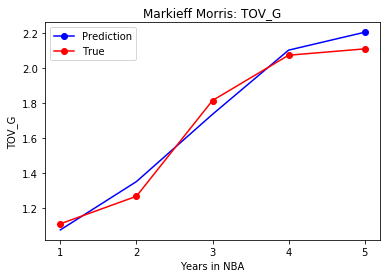 Markieff Morris: TOV_G
Prediction
True
TOV_G
2.2
2.0
1.8
1.6
1.4
1.2
1
2
3
4
5
Years in NBA